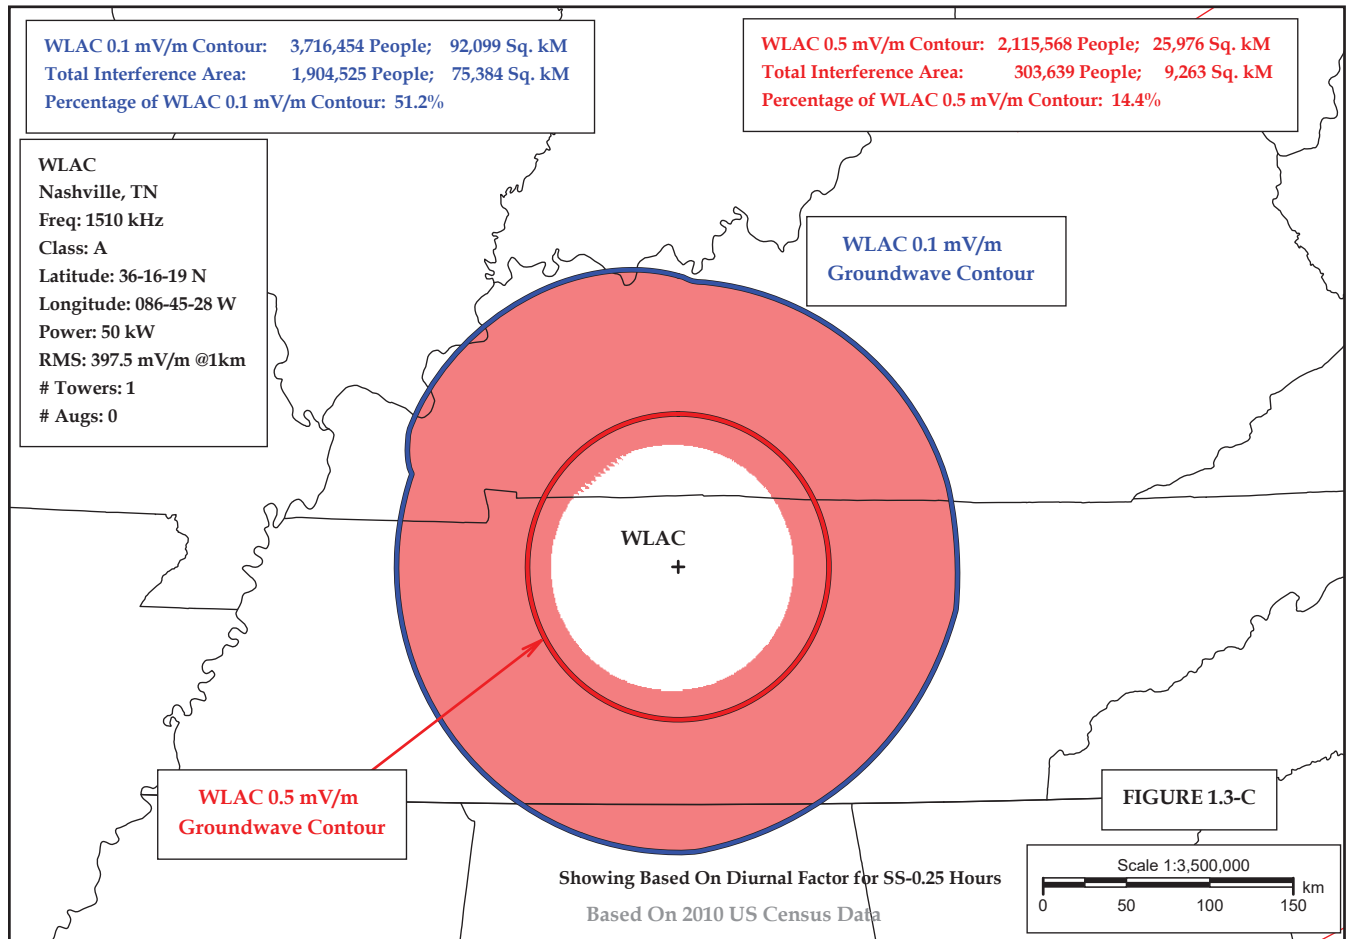 WLAC 0.1 mV/m Contour: 3,716,454 People; 92,099 Sq. kM
Total Interference Area: 1,904,525 People; 75,384 Sq. kM
Percentage of WLAC 0.1 mV/m Contour: 51.2%
WLAC 0.5 mV/m Contour: 2,115,568 People; 25,976 Sq. kM
Total Interference Area: 303,639 People; 9,263 Sq. kM
Percentage of WLAC 0.5 mV/m Contour: 14.4%
WLAC
Nashville, TN
Freq: 1510 kHz
Class: A
Latitude: 36-16-19 N
Longitude: 086-45-28 W
Power: 50 kW
RMS: 397.5 mV/m @1km
# Towers: 1
# Augs: 0
WLAC 0.1 mV/m
Groundwave Contour
WLAC
WLAC 0.5 mV/m
Groundwave Contour
FIGURE 1.3-C
Showing Based On Diurnal Factor for SS-0.25 Hours
Based On 2010 US Census Data
Scale 1:3,500,000
km
0 50 100 150